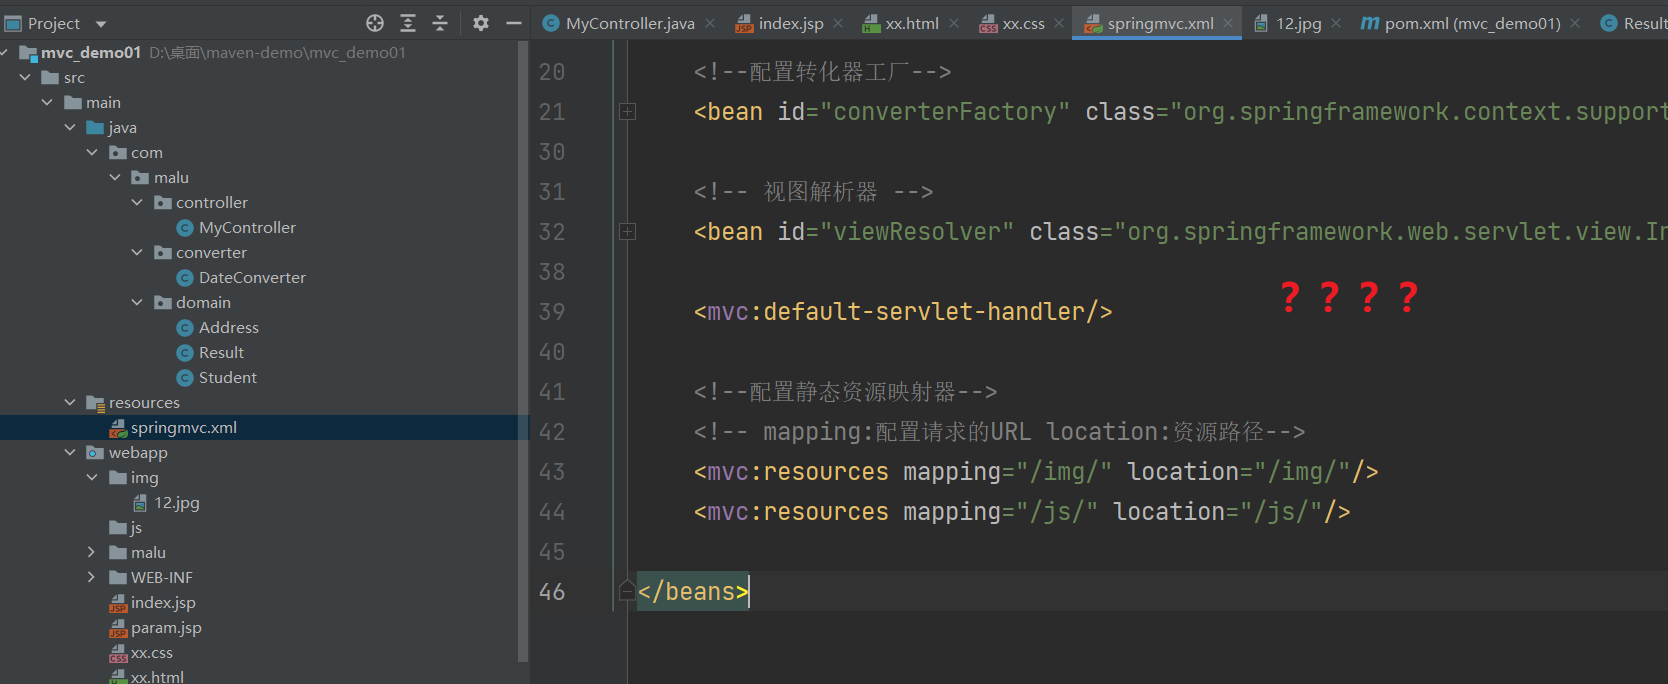 Project
MyController.java
index.jsp
xx.html
xx.css
springmvc.xml
12.jpg
pom.xml (mvc_demo01)
Result
mvc_demo01 D:\桌面\maven-demo\mvc_demo01
src
main
java
com
malu
controller
MyController
converter
DateConverter
domain
Address
Result
Student
resources
springmvc.xml
webapp
img
12.jpg
js
malu
WEB-INF
index.jsp
param.jsp
xx.css
xx.html
20 <!--配置转化器工厂-->
21 <bean id="converterFactory" class="org.springframework.context.support
30
31 <!-- 视图解析器 -->
32 <bean id="viewResolver" class="org.springframework.web.servlet.view.In
38
39 <mvc:default-servlet-handler/> ？？？？
40
41 <!--配置静态资源映射器-->
42 <!-- mapping:配置请求的URL location:资源路径-->
43 <mvc:resources mapping="/img/" location="/img/"/>
44 <mvc:resources mapping="/js/" location="/js/"/>
45
46 </beans>